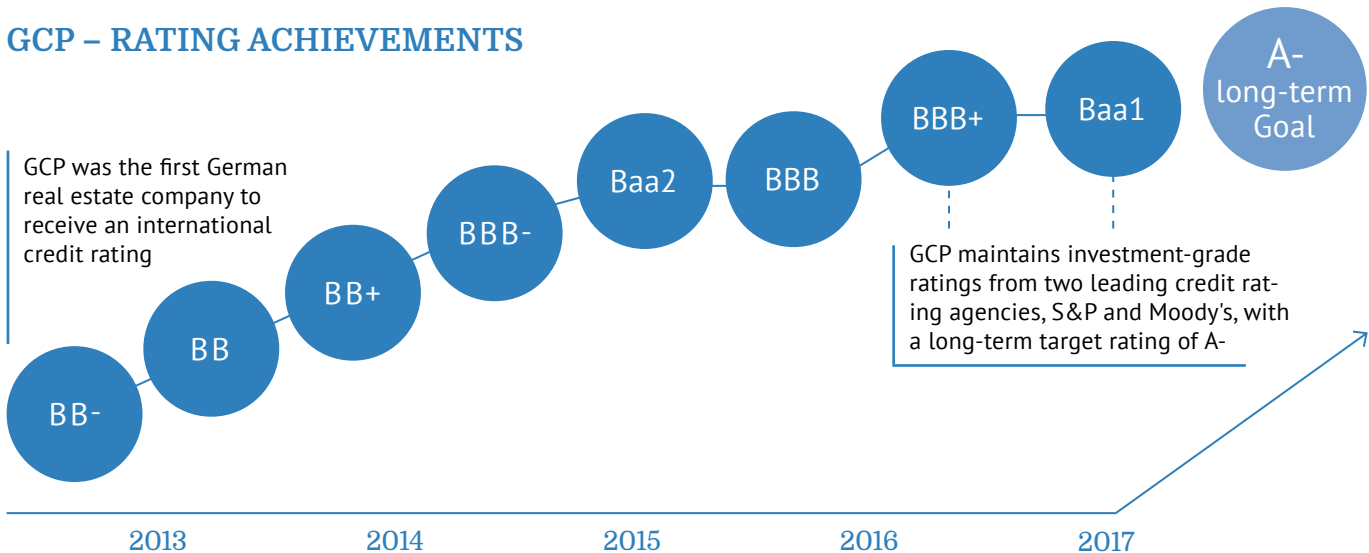 GCP – RATING ACHIEVEMENTS
GCP was the first German
real estate company to
receive an international
credit rating
BB-
BB
BB+
BBB-
Baa2
BBB
BBB+
Baa1
A-
long-term
Goal
GCP maintains investment-grade
ratings from two leading credit rat-
ing agencies, S&P and Moody's, with
a long-term target rating of A-
2013
2014
2015
2016
2017